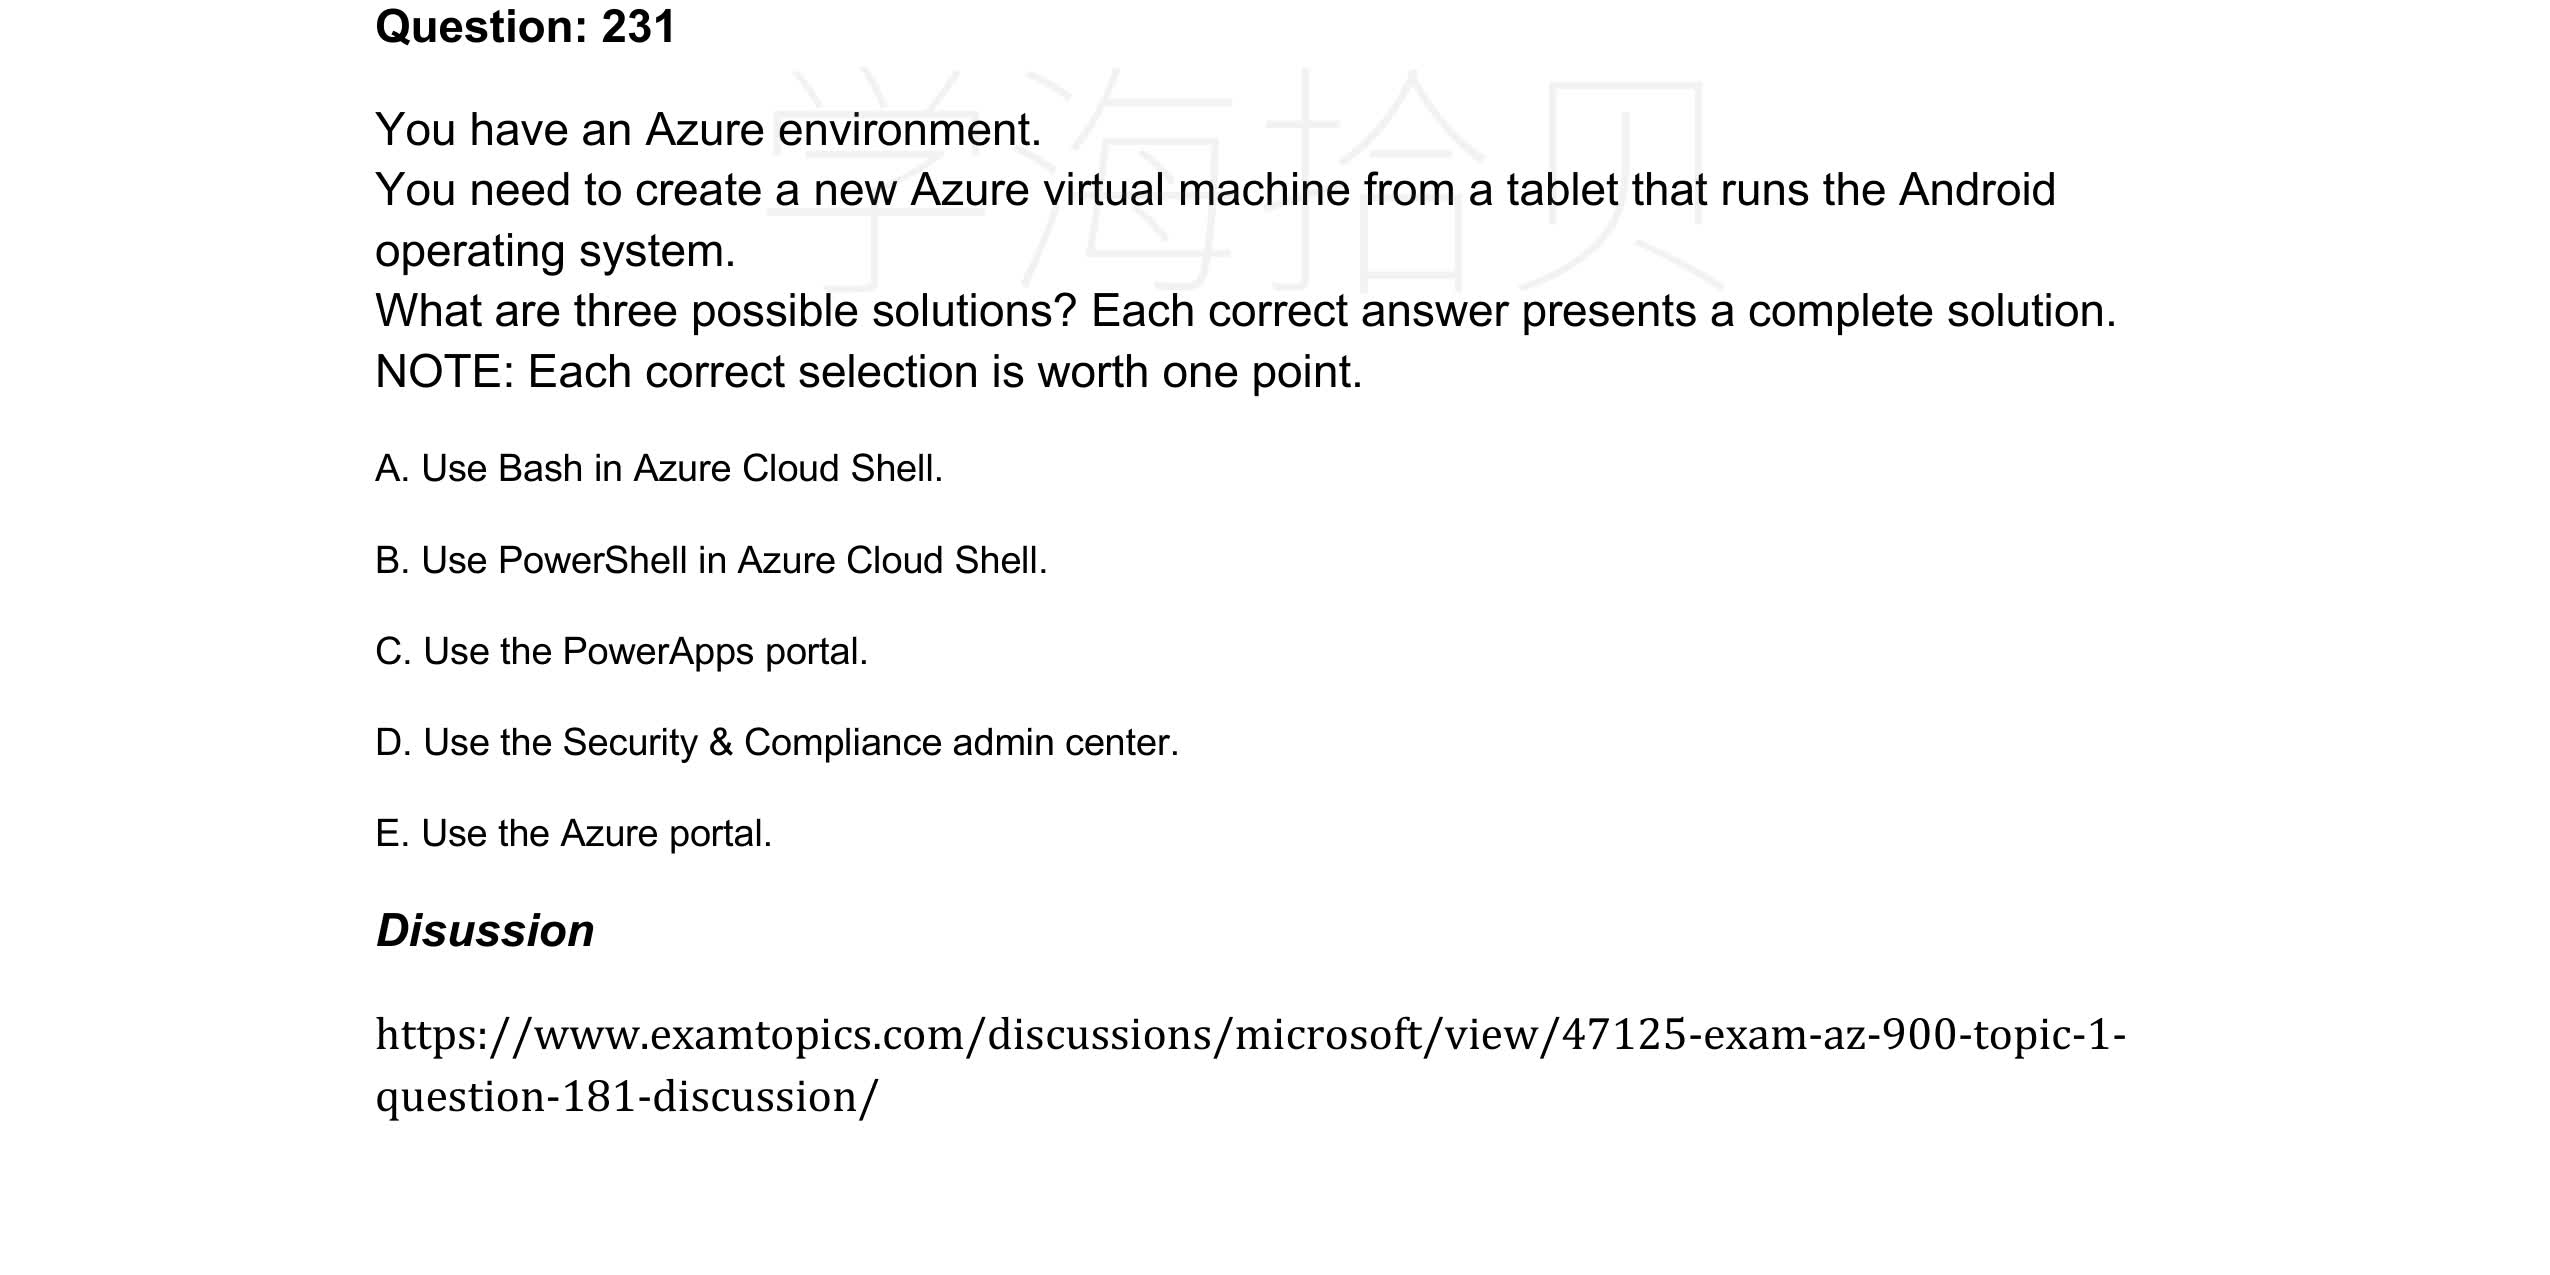 Question: 231
学海拾贝
You have an Azure environment.
You need to create a new Azure virtual machine from a tablet that runs the Android
operating system.
What are three possible solutions? Each correct answer presents a complete solution.
NOTE: Each correct selection is worth one point.
A. Use Bash in Azure Cloud Shell.
B. Use PowerShell in Azure Cloud Shell.
C. Use the PowerApps portal.
D. Use the Security & Compliance admin center.
E. Use the Azure portal.
Disussion
https://www.examtopics.com/discussions/microsoft/view/47125-exam-az-900-topic-1-
question-181-discussion/